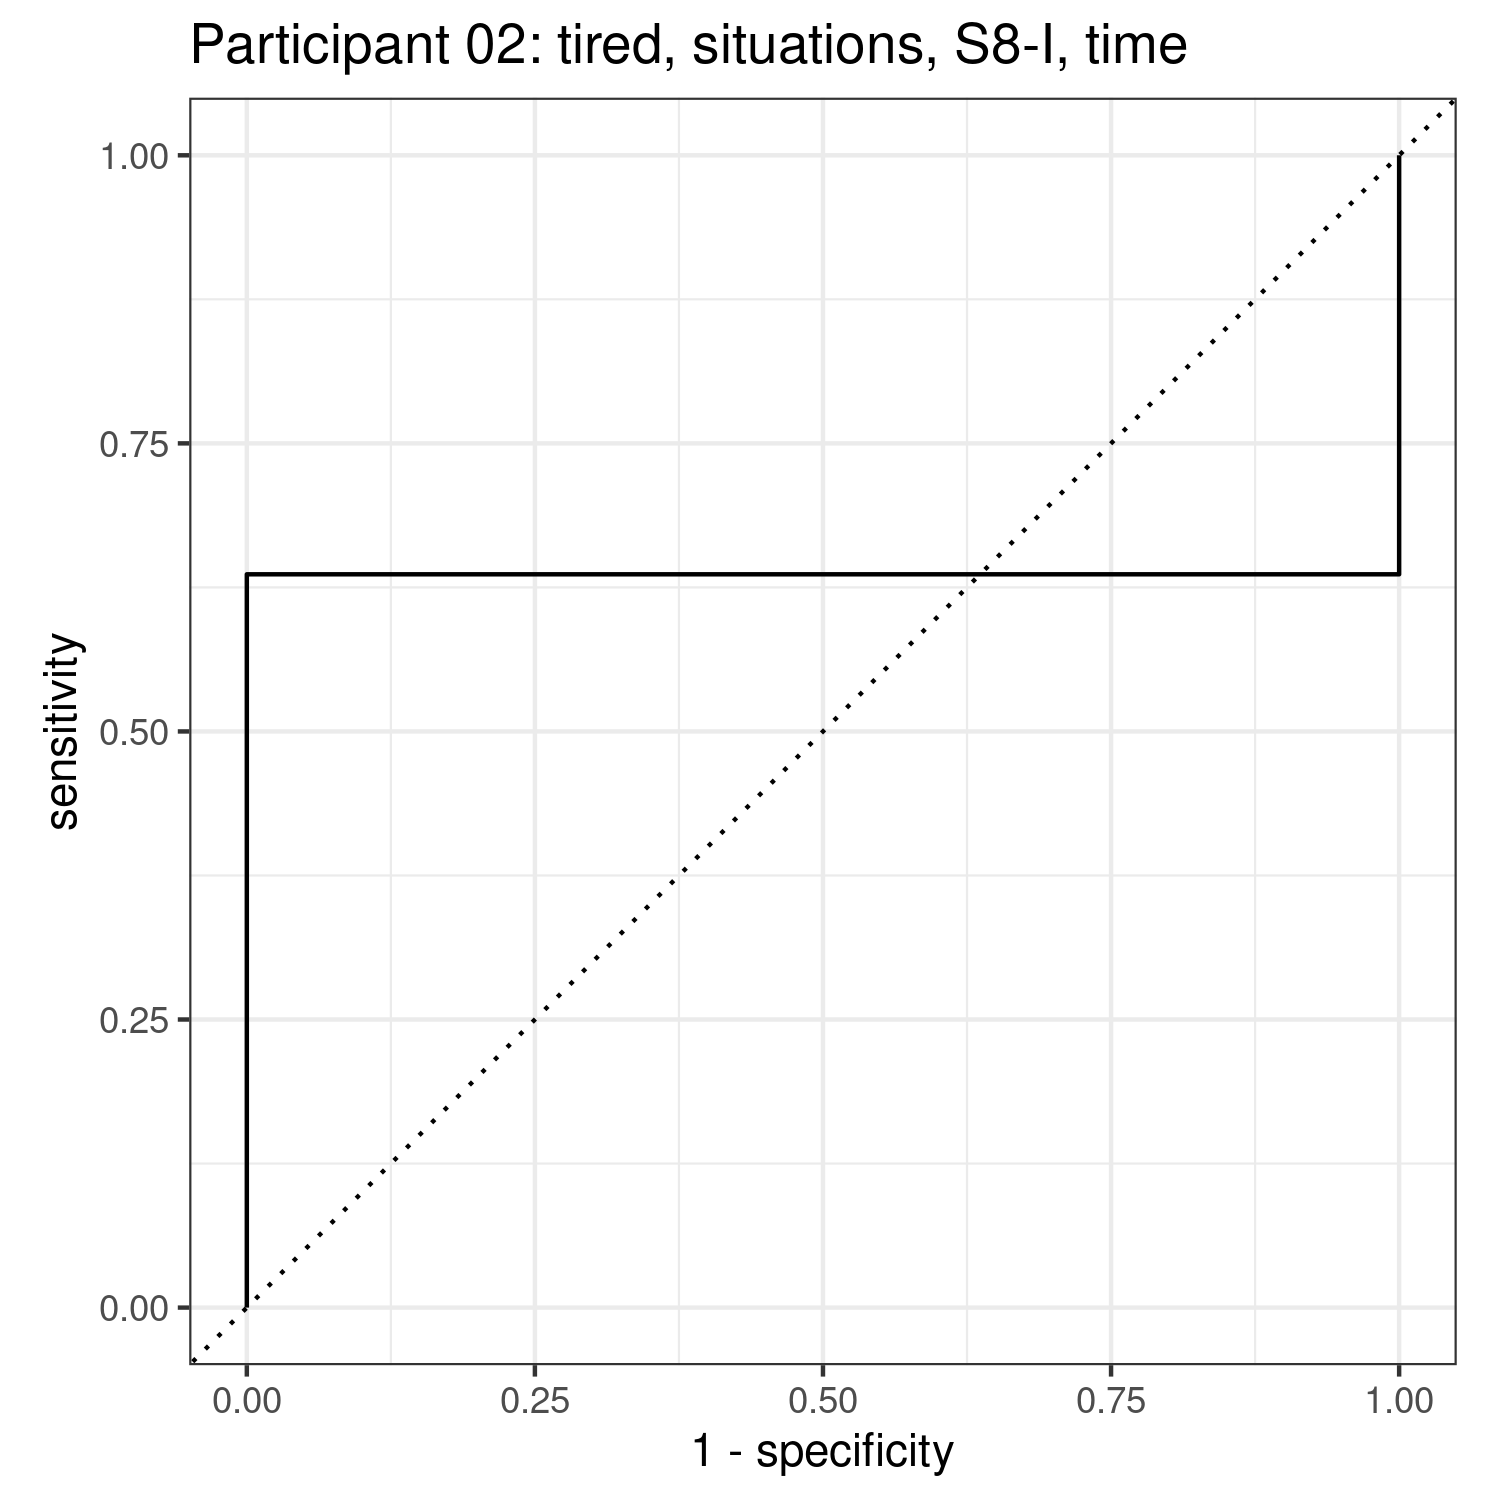 Participant 02: tired, situations, S8-I, time
1.00
0.75
0.50
0.25
0.00
sensitivity
0.00 0.25 0.50 0.75 1.00
1 - specificity